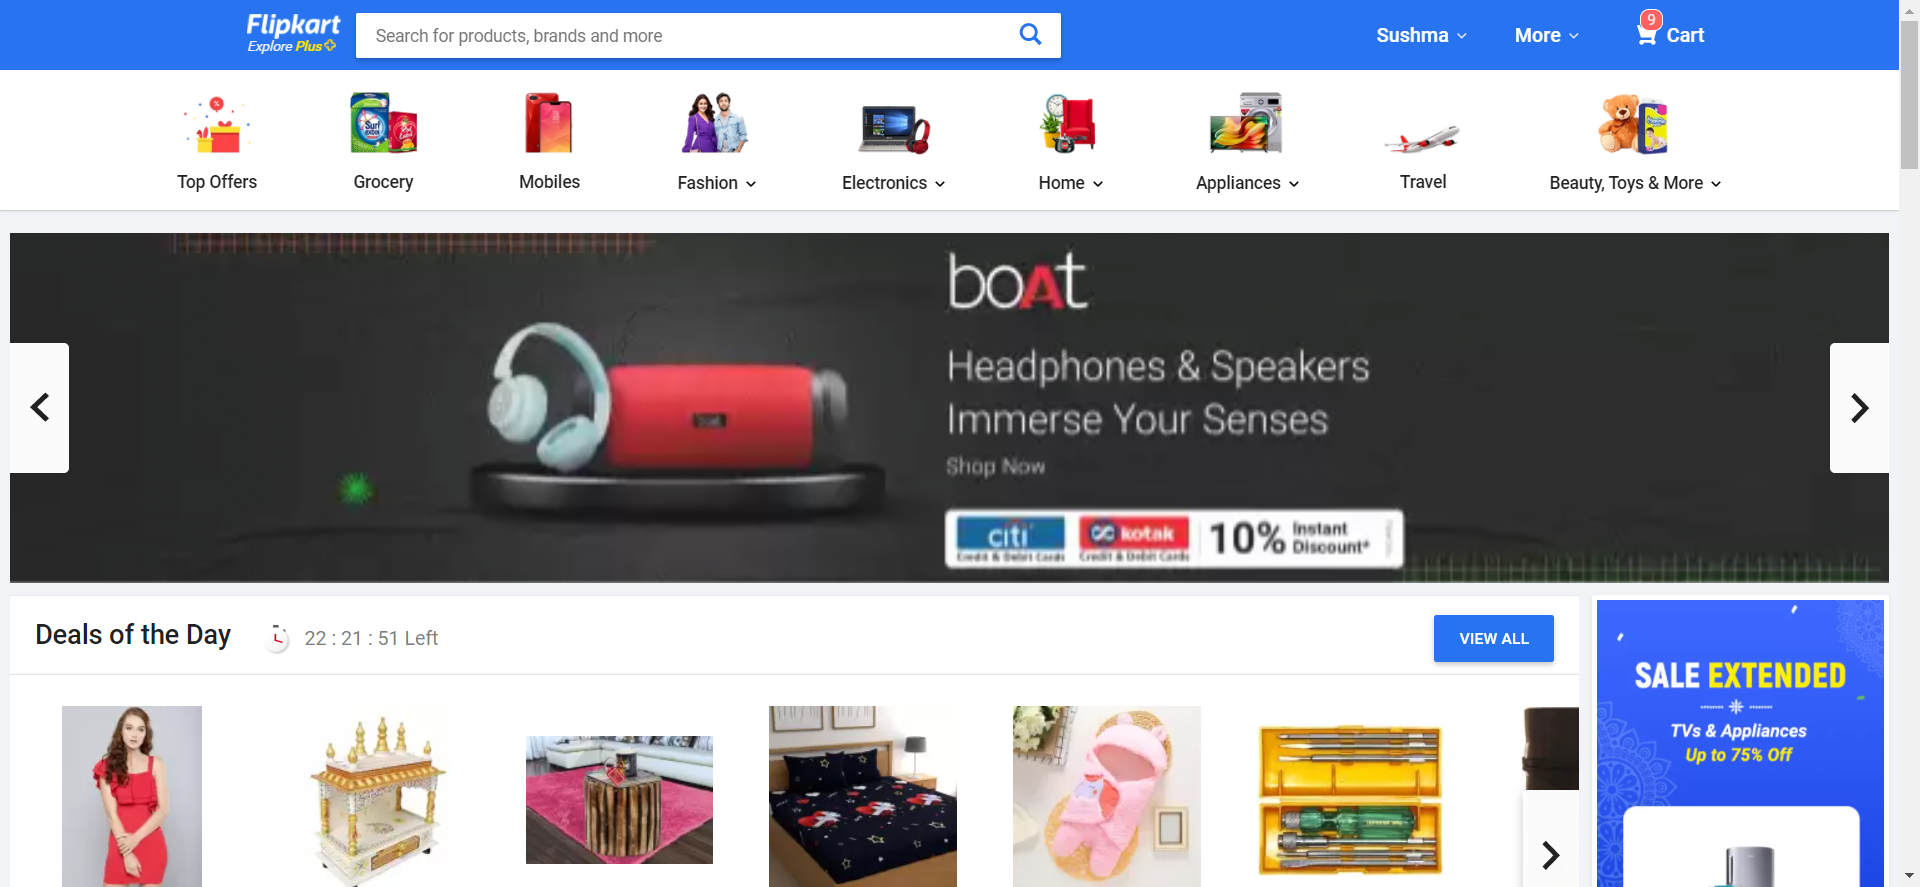 Flipkart
Explore Plus
Search for products, brands and more
Sushma
More
9
Cart
%
Surf excel
Top Offers
Grocery
Mobiles
Fashion
Electronics
Home
Appliances
Travel
Beauty, Toys & More
boAt
Headphones & Speakers
Immerse Your Senses
Shop Now
citi
Credit & Debit Cards
kotak
Credit & Debit Cards
10% Instant
Discount*
Deals of the Day
22 : 21 : 51 Left
VIEW ALL
SALE EXTENDED
TVs & Appliances
Up to 75% Off